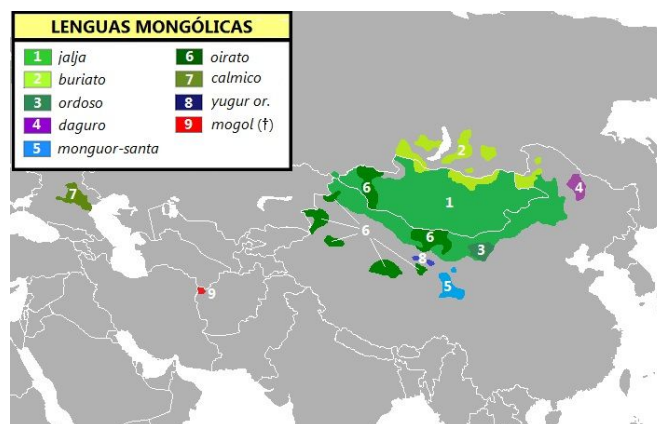 LENGUAS MONGÓLICAS
1 jalja
2 buriato
3 ordoso
4 daguro
5 monguor-santa
6 oirato
7 calmico
8 yugur or.
9 mogol (†)
2
6
4
7
1
6
6
3
8
5
9